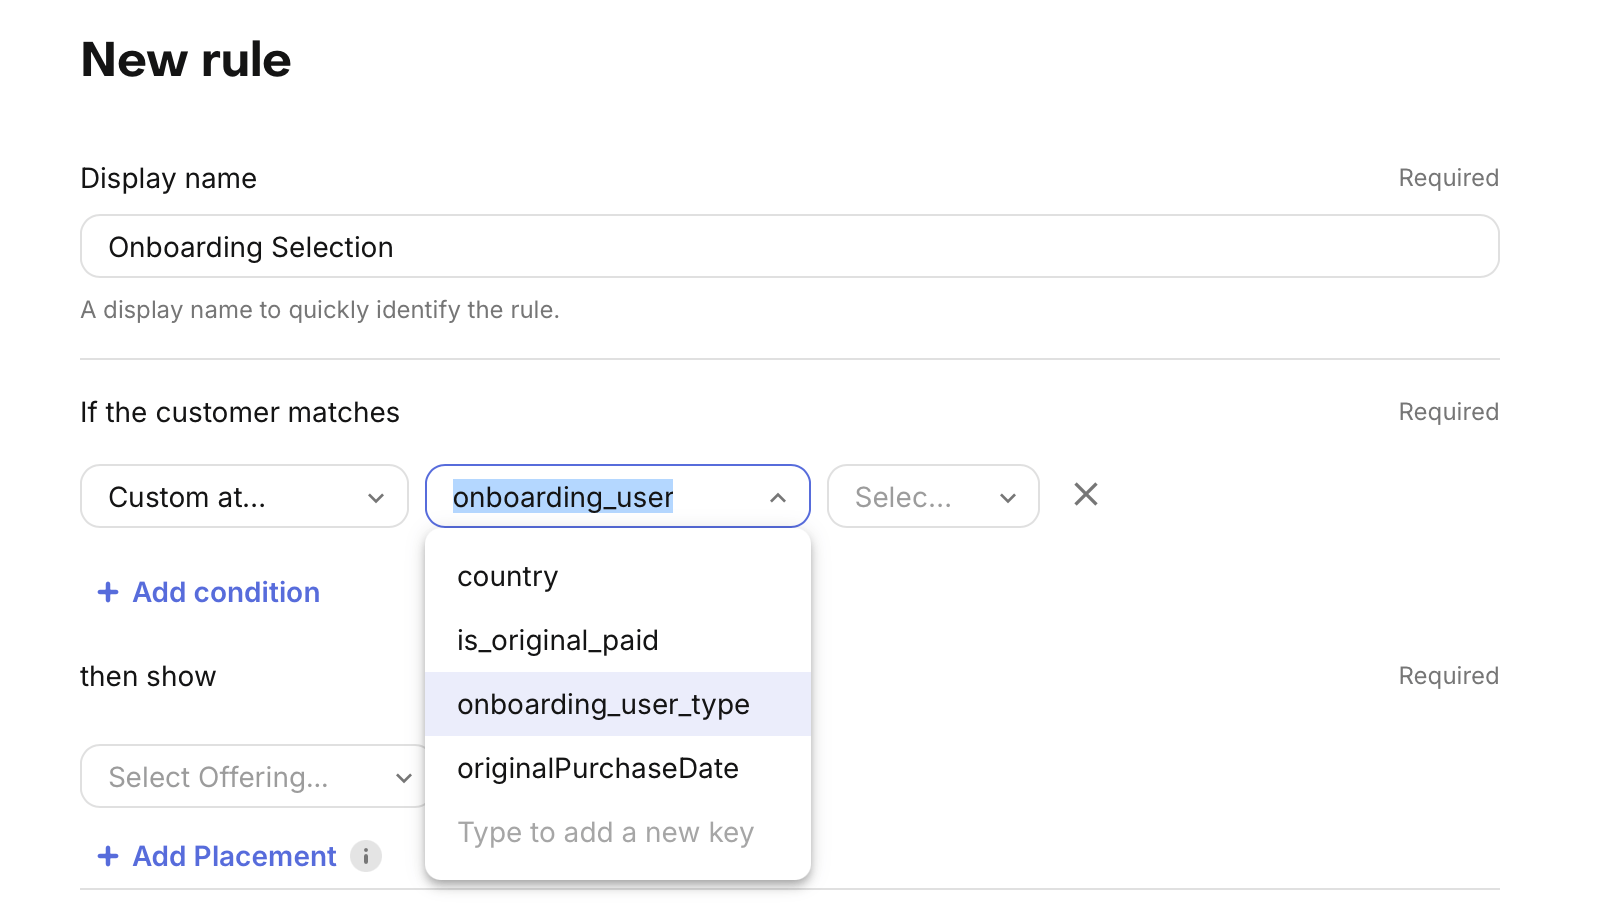 New rule
Display name
Required
Onboarding Selection
A display name to quickly identify the rule.
If the customer matches
Required
Custom at...
onboarding_user
Selec...
country
+ Add condition
is_original_paid
then show
Required
onboarding_user_type
Select Offering...
originalPurchaseDate
Type to add a new key
+ Add Placement
i